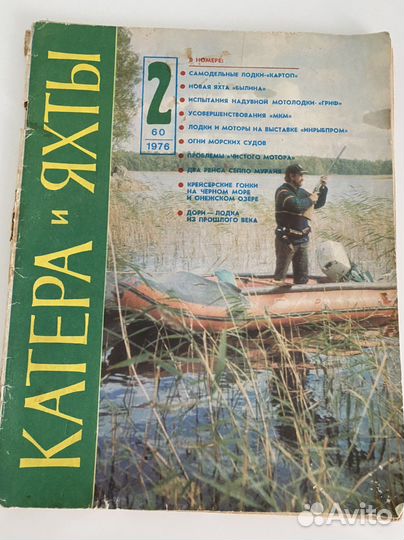 КАТЕРА и ЯХТЫ
2
60
1976
В НОМЕРЕ:
САМОДЕЛЬНЫЕ ЛОДКИ-«КАРТОП»
НОВАЯ ЯХТА «БЫЛИНА»
ИСПЫТАНИЯ НАДУВНОЙ МОТОЛОДКИ «ГРИФ»
УСОВЕРШЕНСТВОВАНИЯ «МКМ»
ЛОДКИ И МОТОРЫ НА ВЫСТАВКЕ «ИНРЫБПРОМ»
ОГНИ МОРСКИХ СУДОВ
ПРОБЛЕМЫ «ЧИСТОГО МОТОРА»
ДВА РЕЙСА СЕППО МУРАЯ
КРЕЙСЕРСКИЕ ГОНКИ
НА ЧЕРНОМ МОРЕ
И ОНЕЖСКОМ ОЗЕРЕ
ДОРИ — ЛОДКА
ИЗ ПРОШЛОГО ВЕКА
Avito